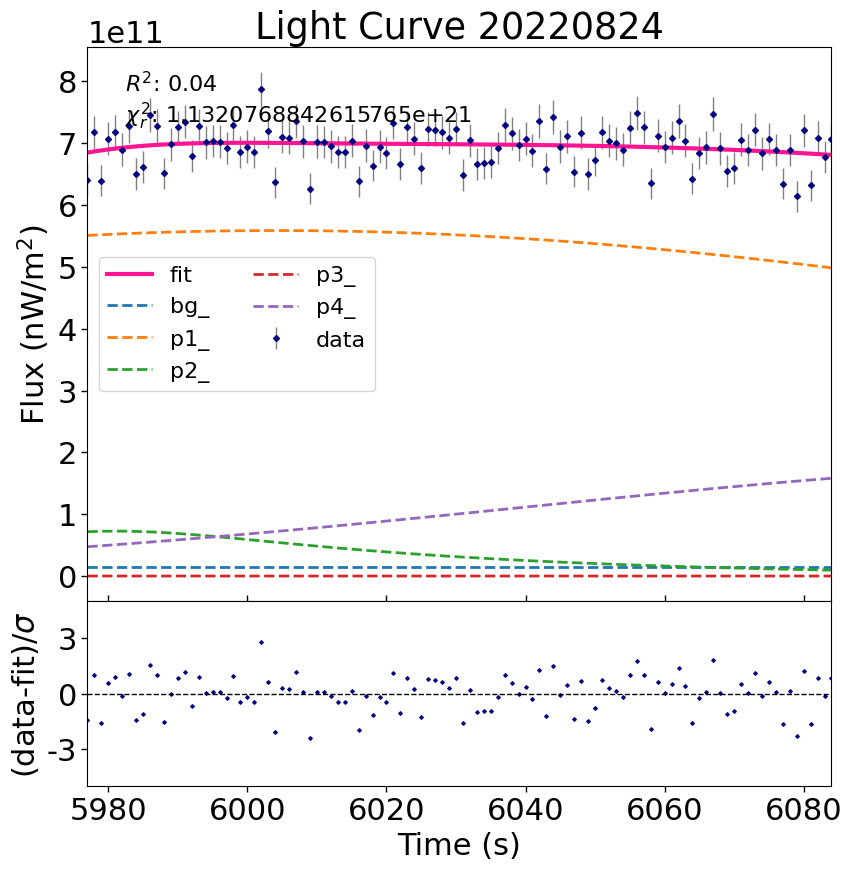 Light Curve 20220824
1e11
R²: 0.04
χ²ᵣ: 1.1320768842615765e+21
8
7
6
5
4
3
2
1
0
Flux (nW/m²)
fit
bg_
p1_
p2_
p3_
p4_
data
3
0
-3
(data-fit)/σ
5980 6000 6020 6040 6060 6080
Time (s)